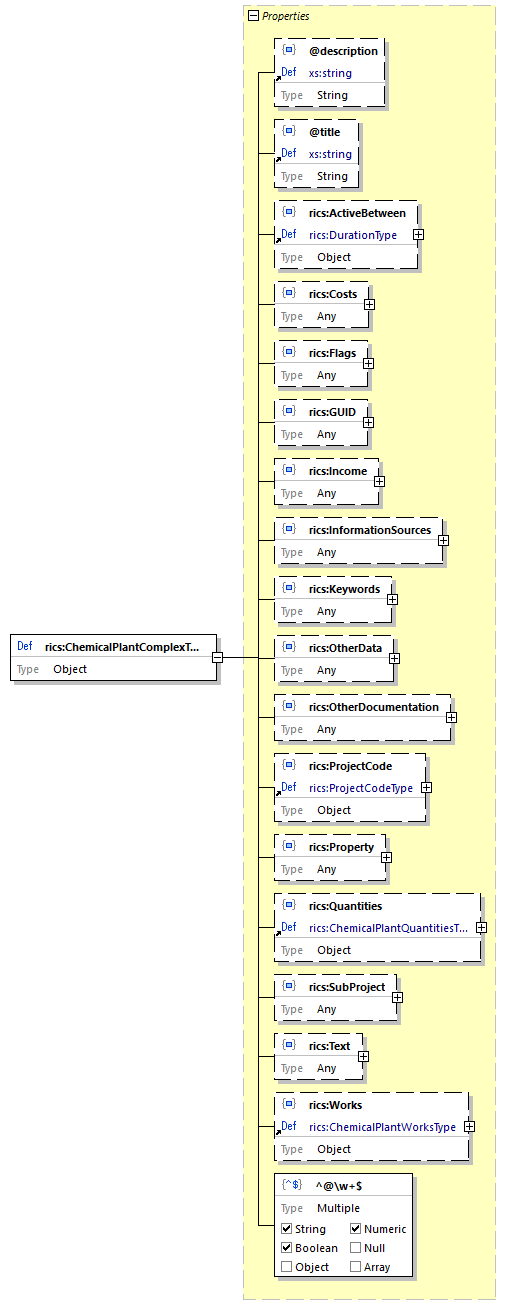 Properties
@description
Def xs:string
Type String
@title
Def xs:string
Type String
rics:ActiveBetween
Def rics:DurationType
Type Object
rics:Costs
Type Any
rics:Flags
Type Any
rics:GUID
Type Any
rics:Income
Type Any
rics:InformationSources
Type Any
rics:Keywords
Type Any
Def rics:ChemicalPlantComplexT...
Type Object
rics:OtherData
Type Any
rics:OtherDocumentation
Type Any
rics:ProjectCode
Def rics:ProjectCodeType
Type Object
rics:Property
Type Any
rics:Quantities
Def rics:ChemicalPlantQuantitiesT...
Type Object
rics:SubProject
Type Any
rics:Text
Type Any
rics:Works
Def rics:ChemicalPlantWorksType
Type Object
{^$} ^@\w+$
Type Multiple
String Numeric
Boolean Null
Object Array